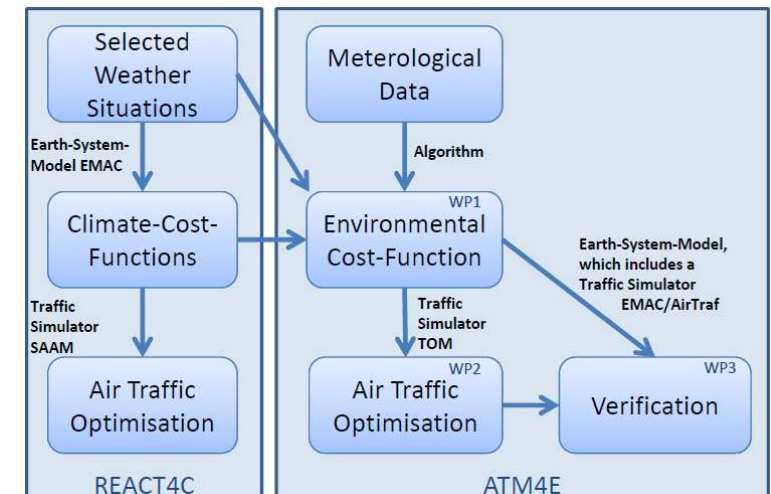 Selected
Weather
Situations
Earth-System-
Model EMAC
Climate-Cost-
Functions
Traffic
Simulator
SAAM
Air Traffic
Optimisation
REACT4C
Meterological
Data
Algorithm
WP1
Environmental
Cost-Function
Earth-System-Model,
which includes a
Traffic Simulator
EMAC/AirTraf
Traffic
Simulator
TOM
WP2
Air Traffic
Optimisation
WP3
Verification
ATM4E